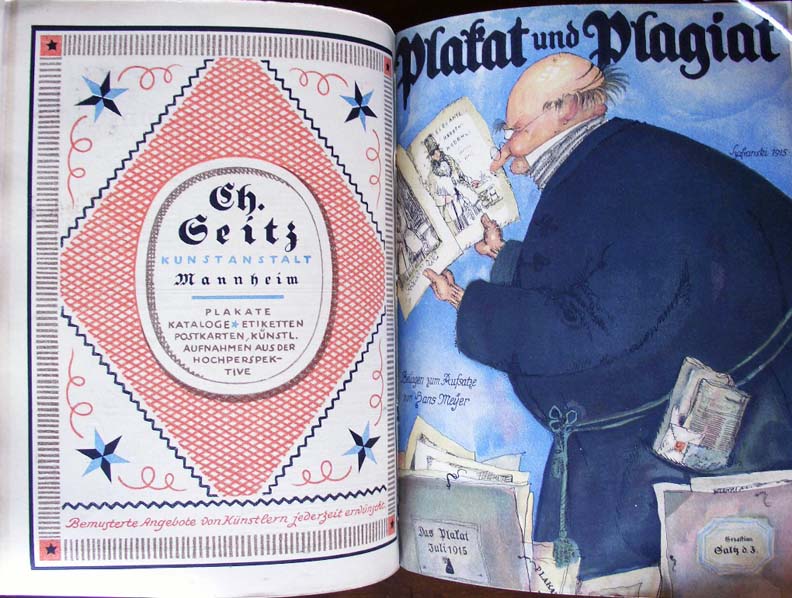 Ch.
Seitz
KUNSTANSTALT
Mannheim
PLAKATE
KATALOGE★ETIKETTEN
POSTKARTEN, KÜNSTL.
AUFNAHMEN AUS DER
HOCHPERSPEK-
TIVE
Bemusterte Angebote von Künstlern jederzeit erwünscht.
Plakat und Plagiat
1915
Beilagen zum Aufsatze
von Hans Meyer
Das Plakat
Juli 1915
PLAKA